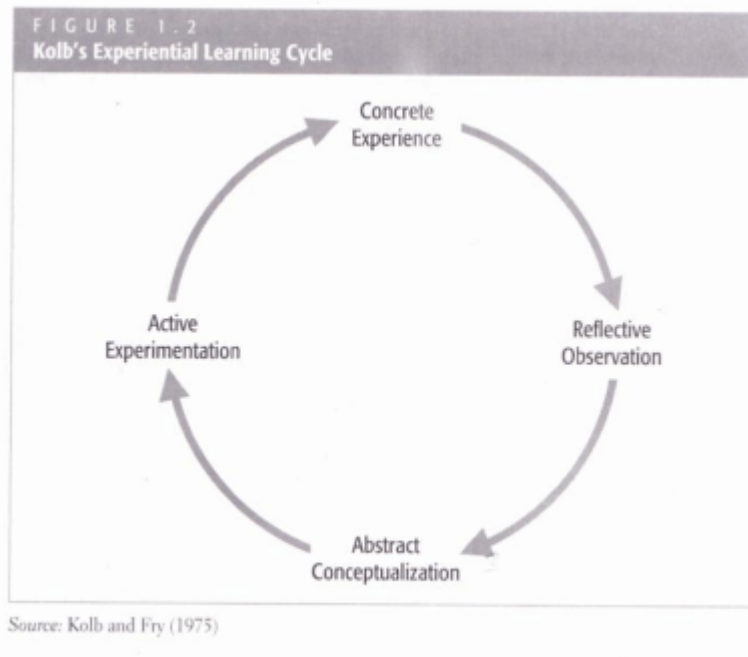 FIGURE 1.2
Kolb's Experiential Learning Cycle
Concrete
Experience
Active
Experimentation
Reflective
Observation
Abstract
Conceptualization
Source: Kolb and Fry (1975)